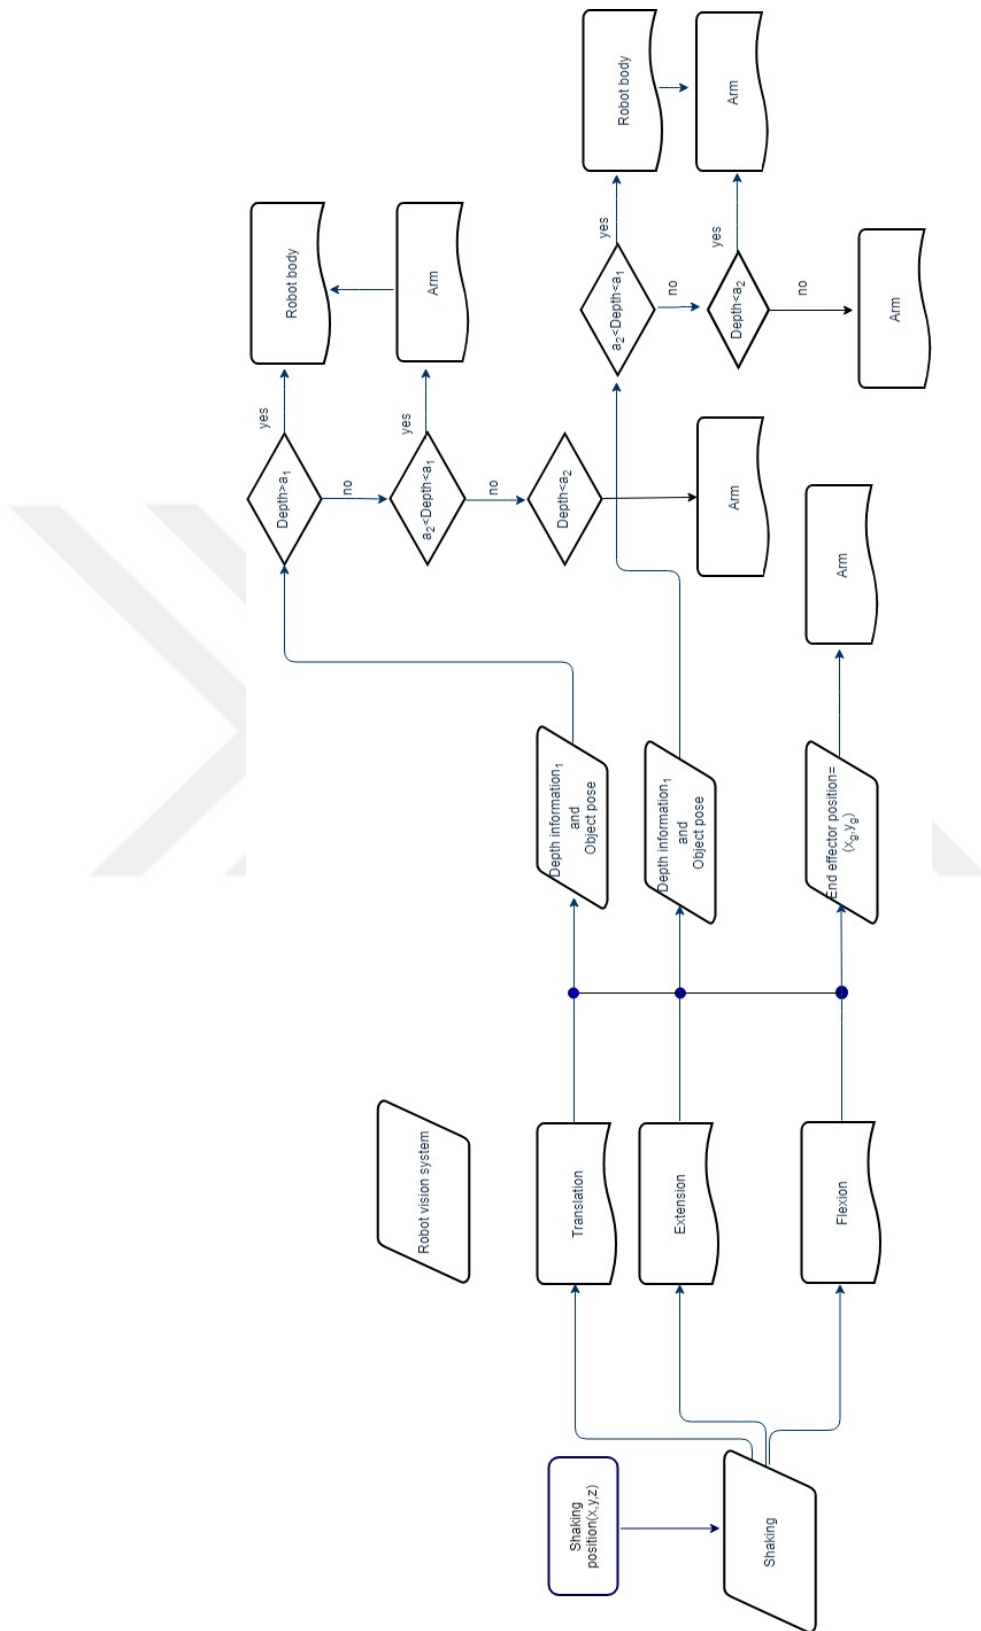 Depth>a₁
yes
Robot body
no
Robot vision system
a₂<Depth<a₁
yes
Arm
no
Shaking
position(x,y,z)
Translation
Depth information₁
and
Object pose
Depth<a₂
a₂<Depth<a₁
yes
Robot body
no
Extension
Depth information₁
and
Object pose
Arm
Depth<a₂
yes
Arm
no
Shaking
Flexion
End effector position=
(x₉,y₉)
Arm
Arm